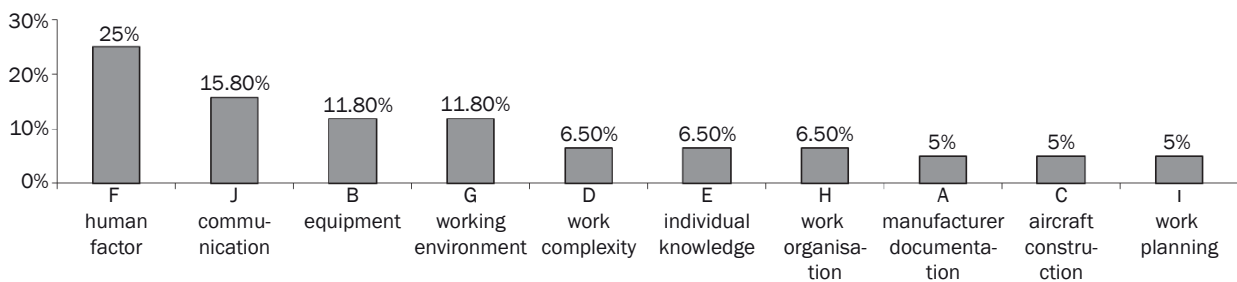 30%
20%
10%
0%
25%
15.80%
11.80%
11.80%
6.50%
6.50%
6.50%
5%
5%
5%
F
human
factor
J
commu-
nication
B
equipment
G
working
environment
D
work
complexity
E
individual
knowledge
H
work
organisa-
tion
A
manufacturer
documenta-
tion
C
aircraft
constru-
ction
I
work
planning